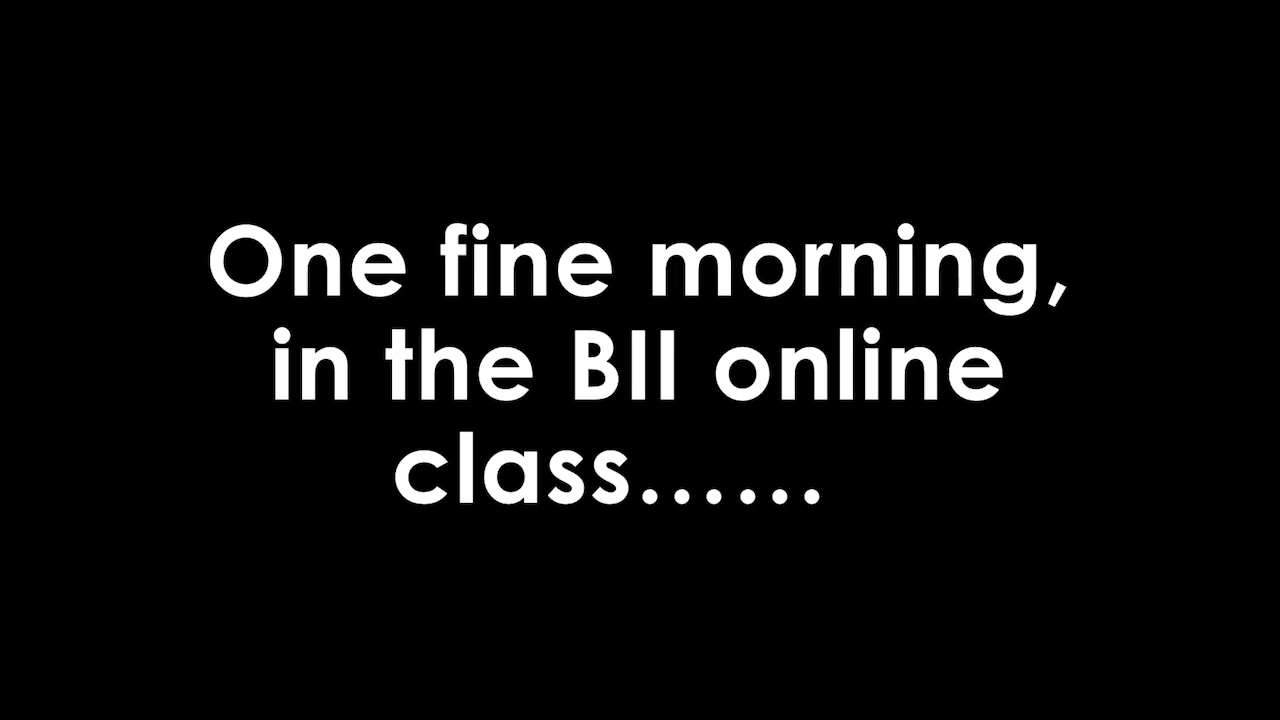 One fine morning,
in the BII online
class......